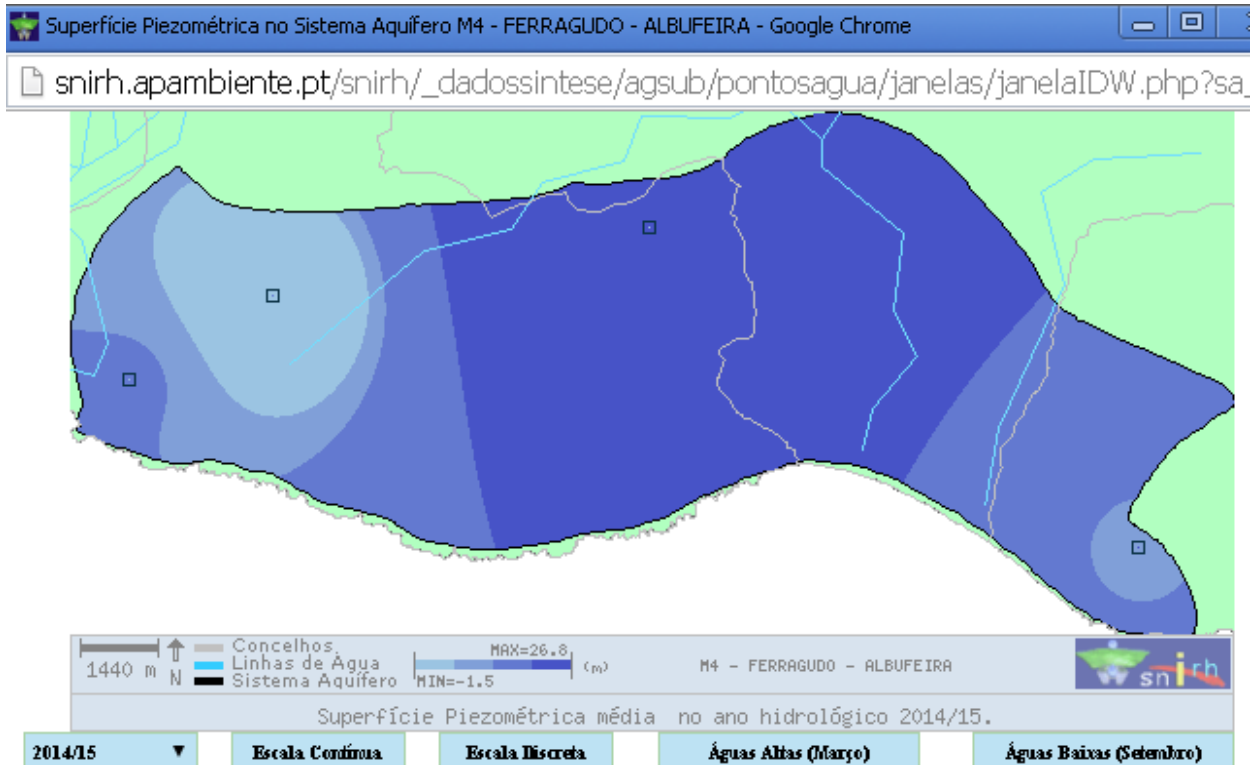 Superfície Piezométrica no Sistema Aquífero M4 - FERRAGUDO - ALBUFEIRA - Google Chrome
snirh.apambiente.pt/snirh/_dadossintese/agsub/pontosagua/janelas/janelaIDW.php?sa_
1440 m
N
Concelhos
Linhas de Água
Sistema Aquífero
MAX=26.8
MIN=-1.5
(m)
M4 - FERRAGUDO - ALBUFEIRA
snirh
Superfície Piezométrica média no ano hidrológico 2014/15.
2014/15 ▼ Escala Contínua Escala Discreta Águas Altas (Março) Águas Baixas (Setembro)